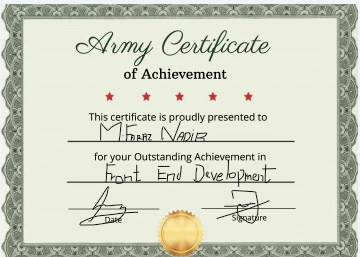 Army Certificate
of Achievement
This certificate is proudly presented to
M.Faraz Nadir
for your Outstanding Achievement in
Front End Development
Date
Signature